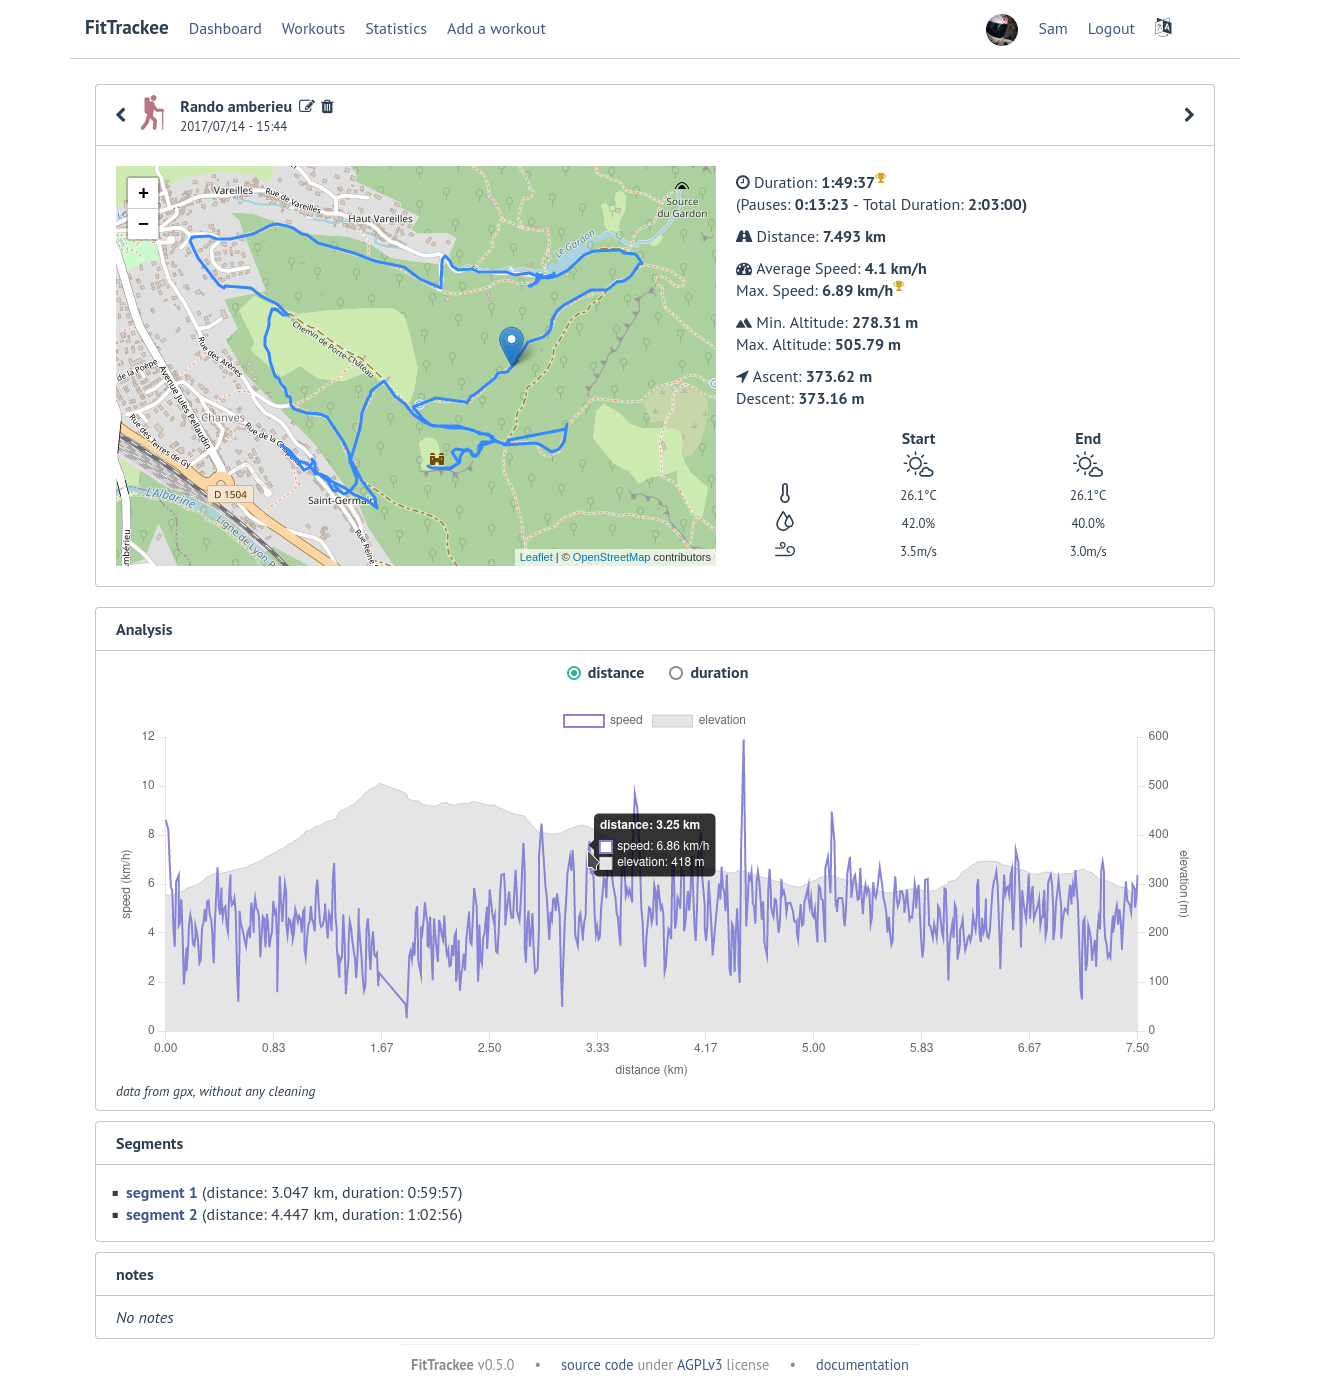 FitTrackee Dashboard Workouts Statistics Add a workout Sam Logout
Rando amberieu
2017/07/14 - 15:44
+
−
Vareilles
Rue de Vareilles
Haut Vareilles
Source
du Gardon
Le Gardon
Chemin de Porte-Château
Rue des Arènes
de la Poepe
Avenue Jules Pellaudin
Chanves
Rue des Terres de Gy
D 1504
Saint-Germain
L'Albarine
Ligne de Lyon-P
Leaflet | © OpenStreetMap contributors
Duration: 1:49:37
(Pauses: 0:13:23 - Total Duration: 2:03:00)
Distance: 7.493 km
Average Speed: 4.1 km/h
Max. Speed: 6.89 km/h
Min. Altitude: 278.31 m
Max. Altitude: 505.79 m
Ascent: 373.62 m
Descent: 373.16 m
Start End
26.1°C 26.1°C
42.0% 40.0%
3.5m/s 3.0m/s
Analysis
distance duration
speed elevation
12 600
10 500
8 400
6 300
4 200
2 100
0 0
speed (km/h)
elevation (m)
distance: 3.25 km
speed: 6.86 km/h
elevation: 418 m
0.00 0.83 1.67 2.50 3.33 4.17 5.00 5.83 6.67 7.50
distance (km)
data from gpx, without any cleaning
Segments
segment 1 (distance: 3.047 km, duration: 0:59:57)
segment 2 (distance: 4.447 km, duration: 1:02:56)
notes
No notes
FitTrackee v0.5.0 • source code under AGPLv3 license • documentation